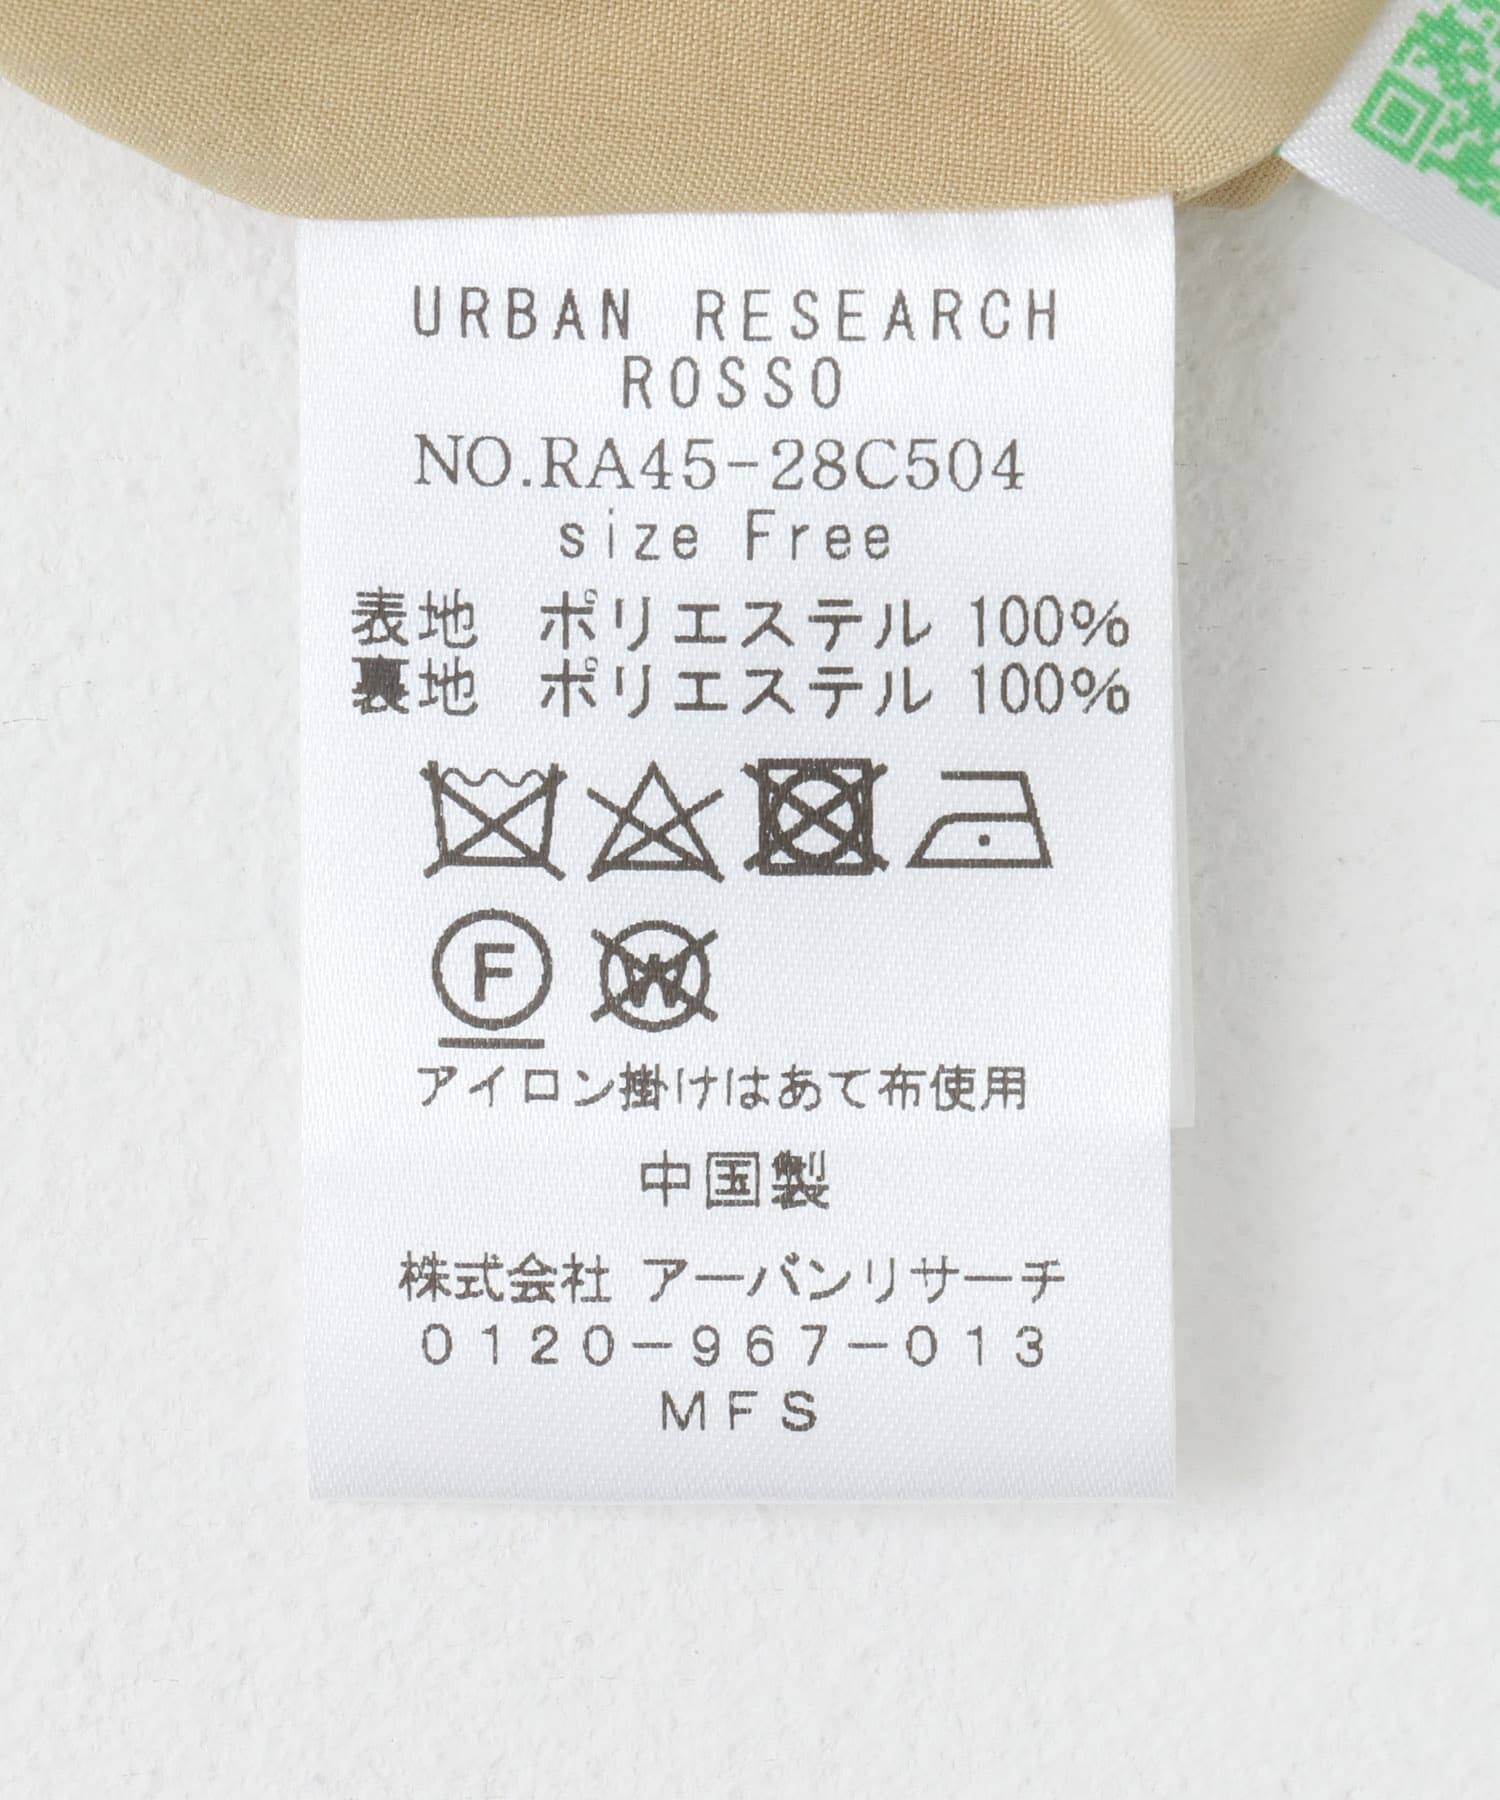 URBAN RESEARCH
ROSSO
NO.RA45-28C504
size Free
表地 ポリエステル 100%
裏地 ポリエステル 100%
F W
アイロン掛けはあて布使用
中国製
株式会社 アーバンリサーチ
0120-967-013
MFS